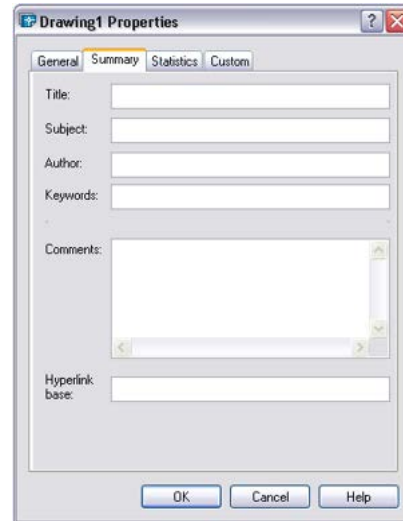 Drawing1 Properties
General Summary Statistics Custom
Title:
Subject:
Author:
Keywords:
Comments:
Hyperlink
base:
OK Cancel Help